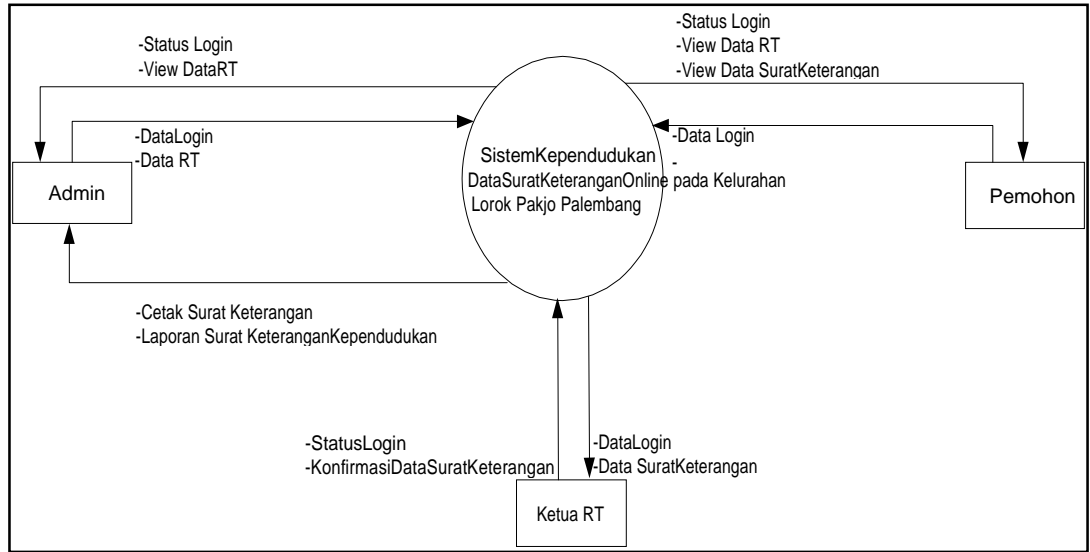 -Status Login
-View DataRT
-Status Login
-View Data RT
-View Data SuratKeterangan
-DataLogin
-Data RT
-Data Login
-
Admin
SistemKependudukan
DataSuratKeteranganOnline pada Kelurahan
Lorok Pakjo Palembang
Pemohon
-Cetak Surat Keterangan
-Laporan Surat KeteranganKependudukan
-StatusLogin
-KonfirmasiDataSuratKeterangan
-DataLogin
-Data SuratKeterangan
Ketua RT